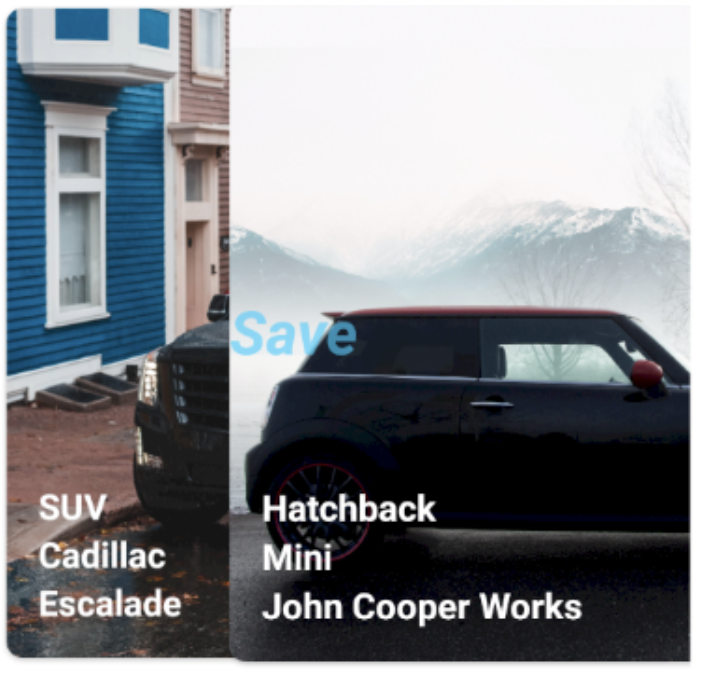 Save
SUV
Cadillac
Escalade
Hatchback
Mini
John Cooper Works